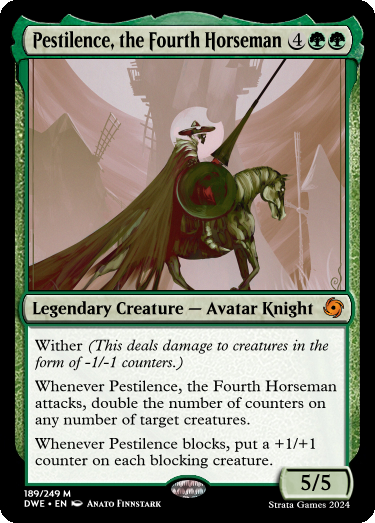 Pestilence, the Fourth Horseman 4
Legendary Creature — Avatar Knight
Wither (This deals damage to creatures in the
form of -1/-1 counters.)
Whenever Pestilence, the Fourth Horseman
attacks, double the number of counters on
any number of target creatures.
Whenever Pestilence blocks, put a +1/+1
counter on each blocking creature.
5/5
189/249 M
DWE • EN Anato Finnstark
Strata Games 2024